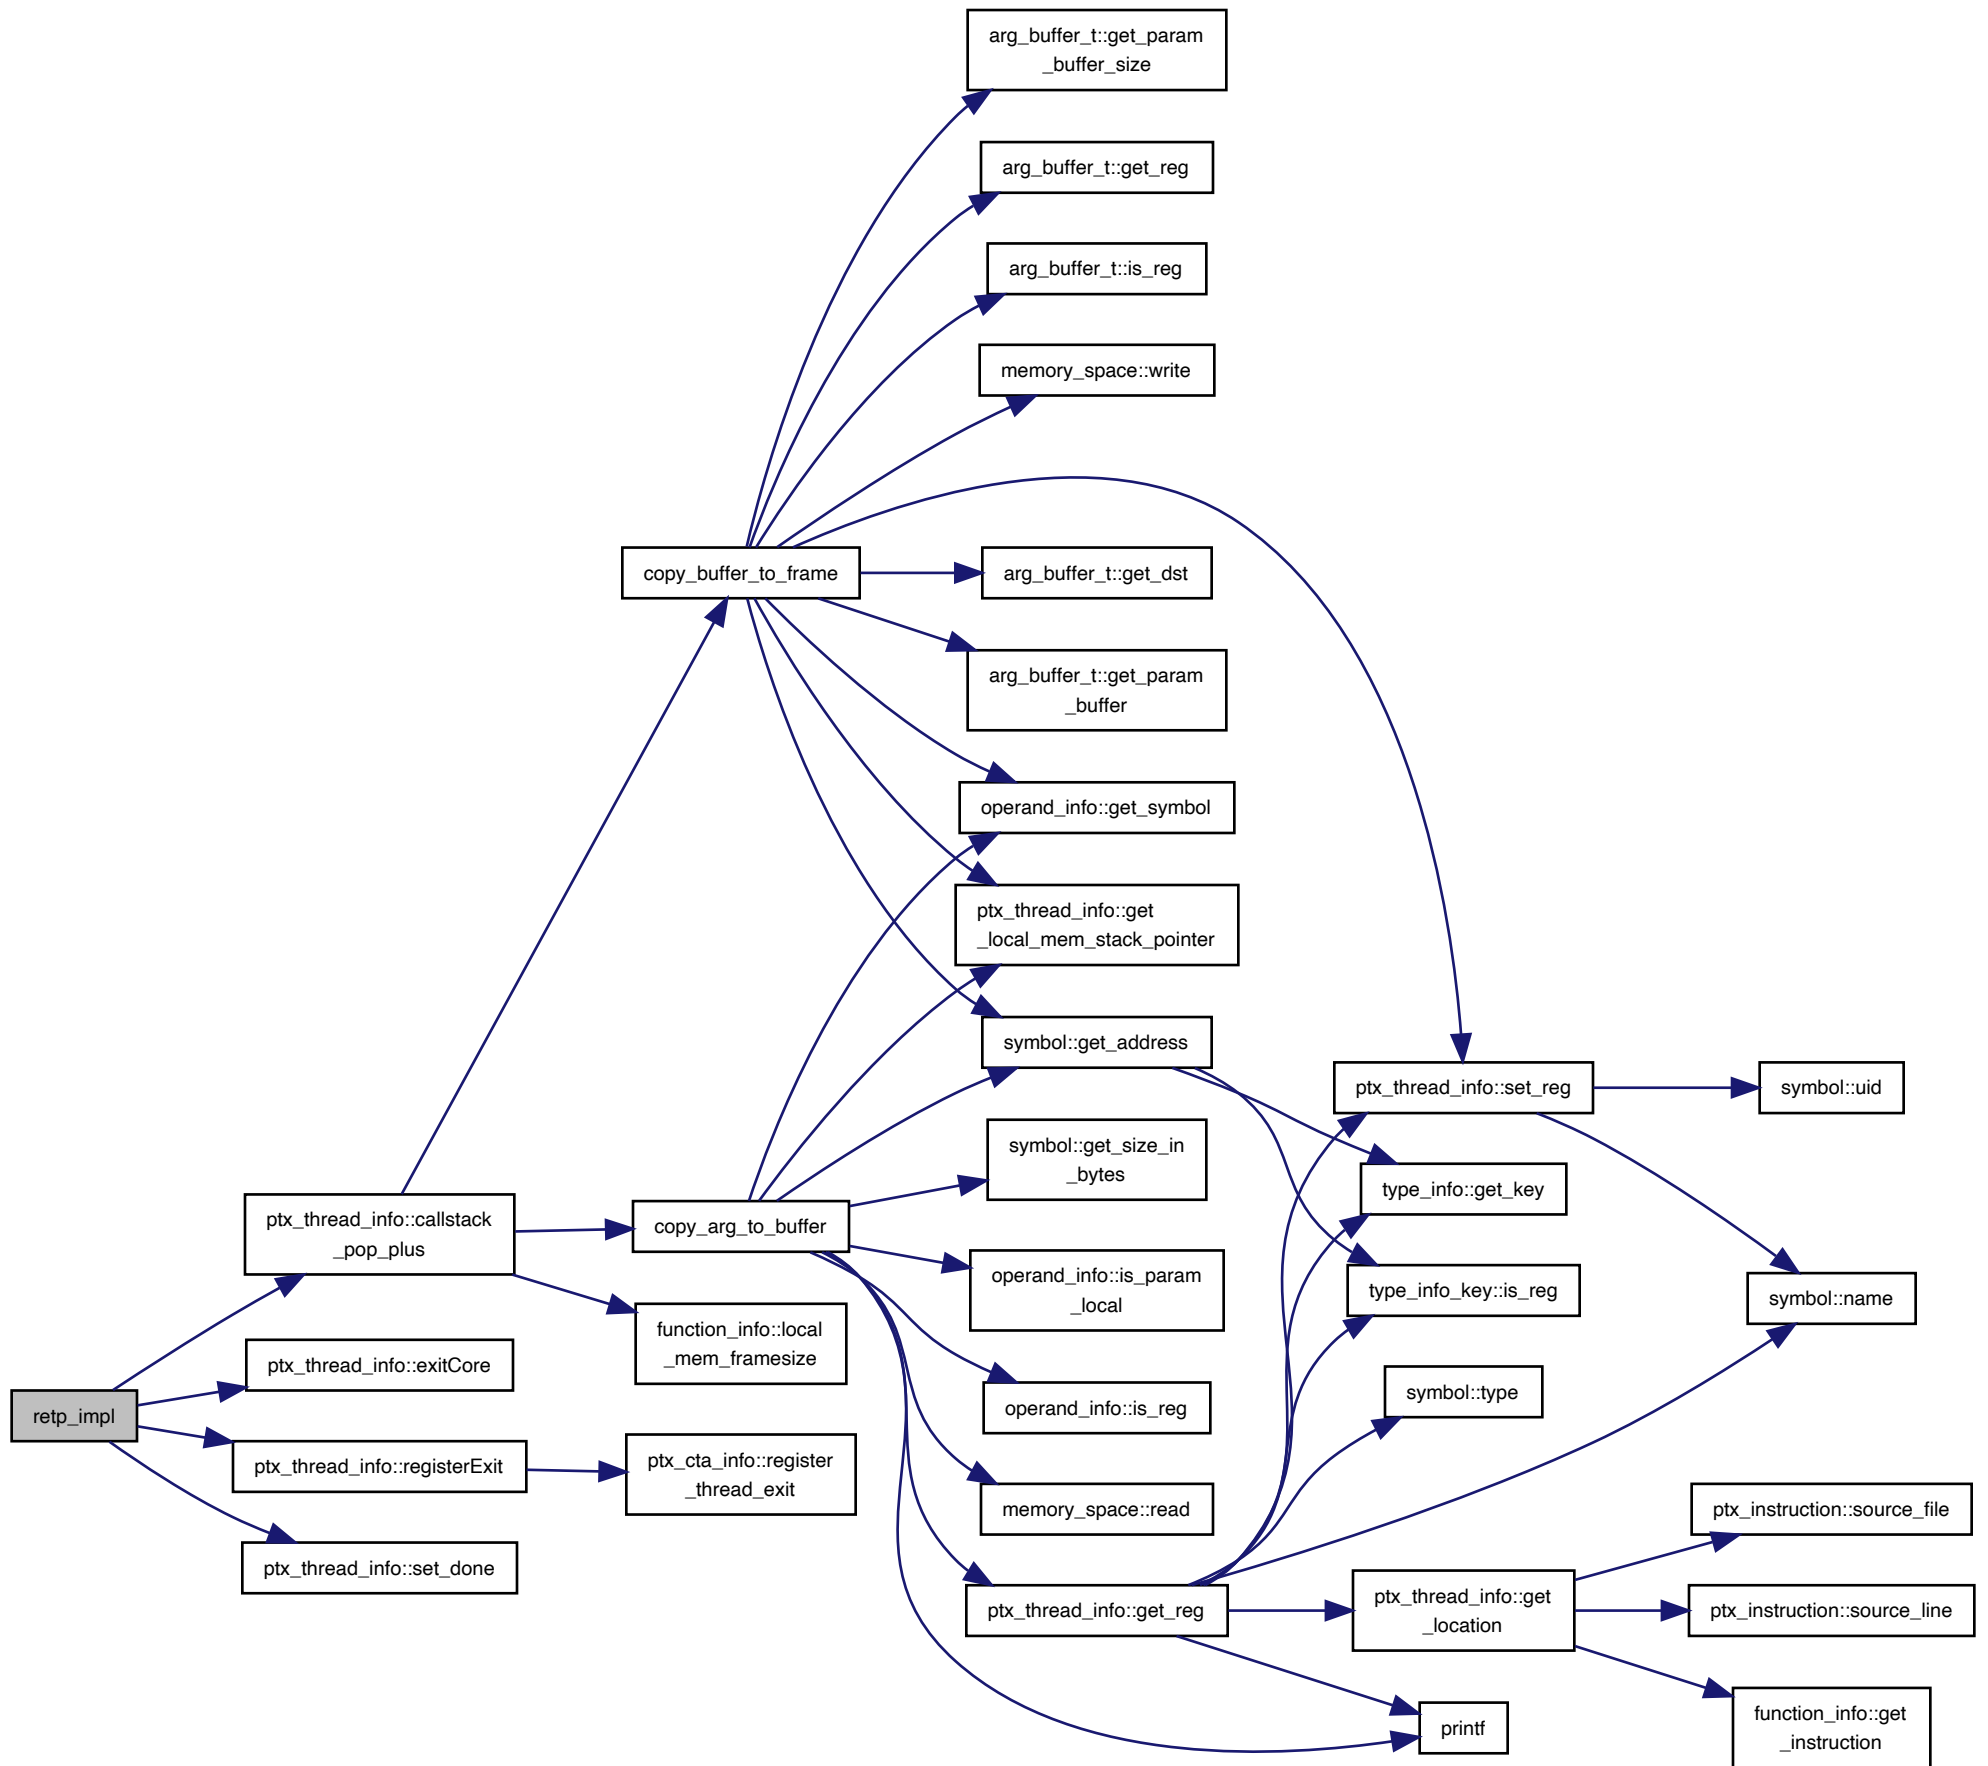 arg_buffer_t::get_param
_buffer_size
arg_buffer_t::get_reg
arg_buffer_t::is_reg
memory_space::write
copy_buffer_to_frame
arg_buffer_t::get_dst
arg_buffer_t::get_param
_buffer
operand_info::get_symbol
ptx_thread_info::get
_local_mem_stack_pointer
symbol::get_address
ptx_thread_info::set_reg
symbol::uid
symbol::get_size_in
_bytes
type_info::get_key
ptx_thread_info::callstack
_pop_plus
copy_arg_to_buffer
operand_info::is_param
_local
type_info_key::is_reg
symbol::name
function_info::local
_mem_framesize
ptx_thread_info::exitCore
symbol::type
retp_impl
operand_info::is_reg
ptx_thread_info::registerExit
ptx_cta_info::register
_thread_exit
memory_space::read
ptx_instruction::source_file
ptx_thread_info::set_done
ptx_thread_info::get_reg
ptx_thread_info::get
_location
ptx_instruction::source_line
printf
function_info::get
_instruction